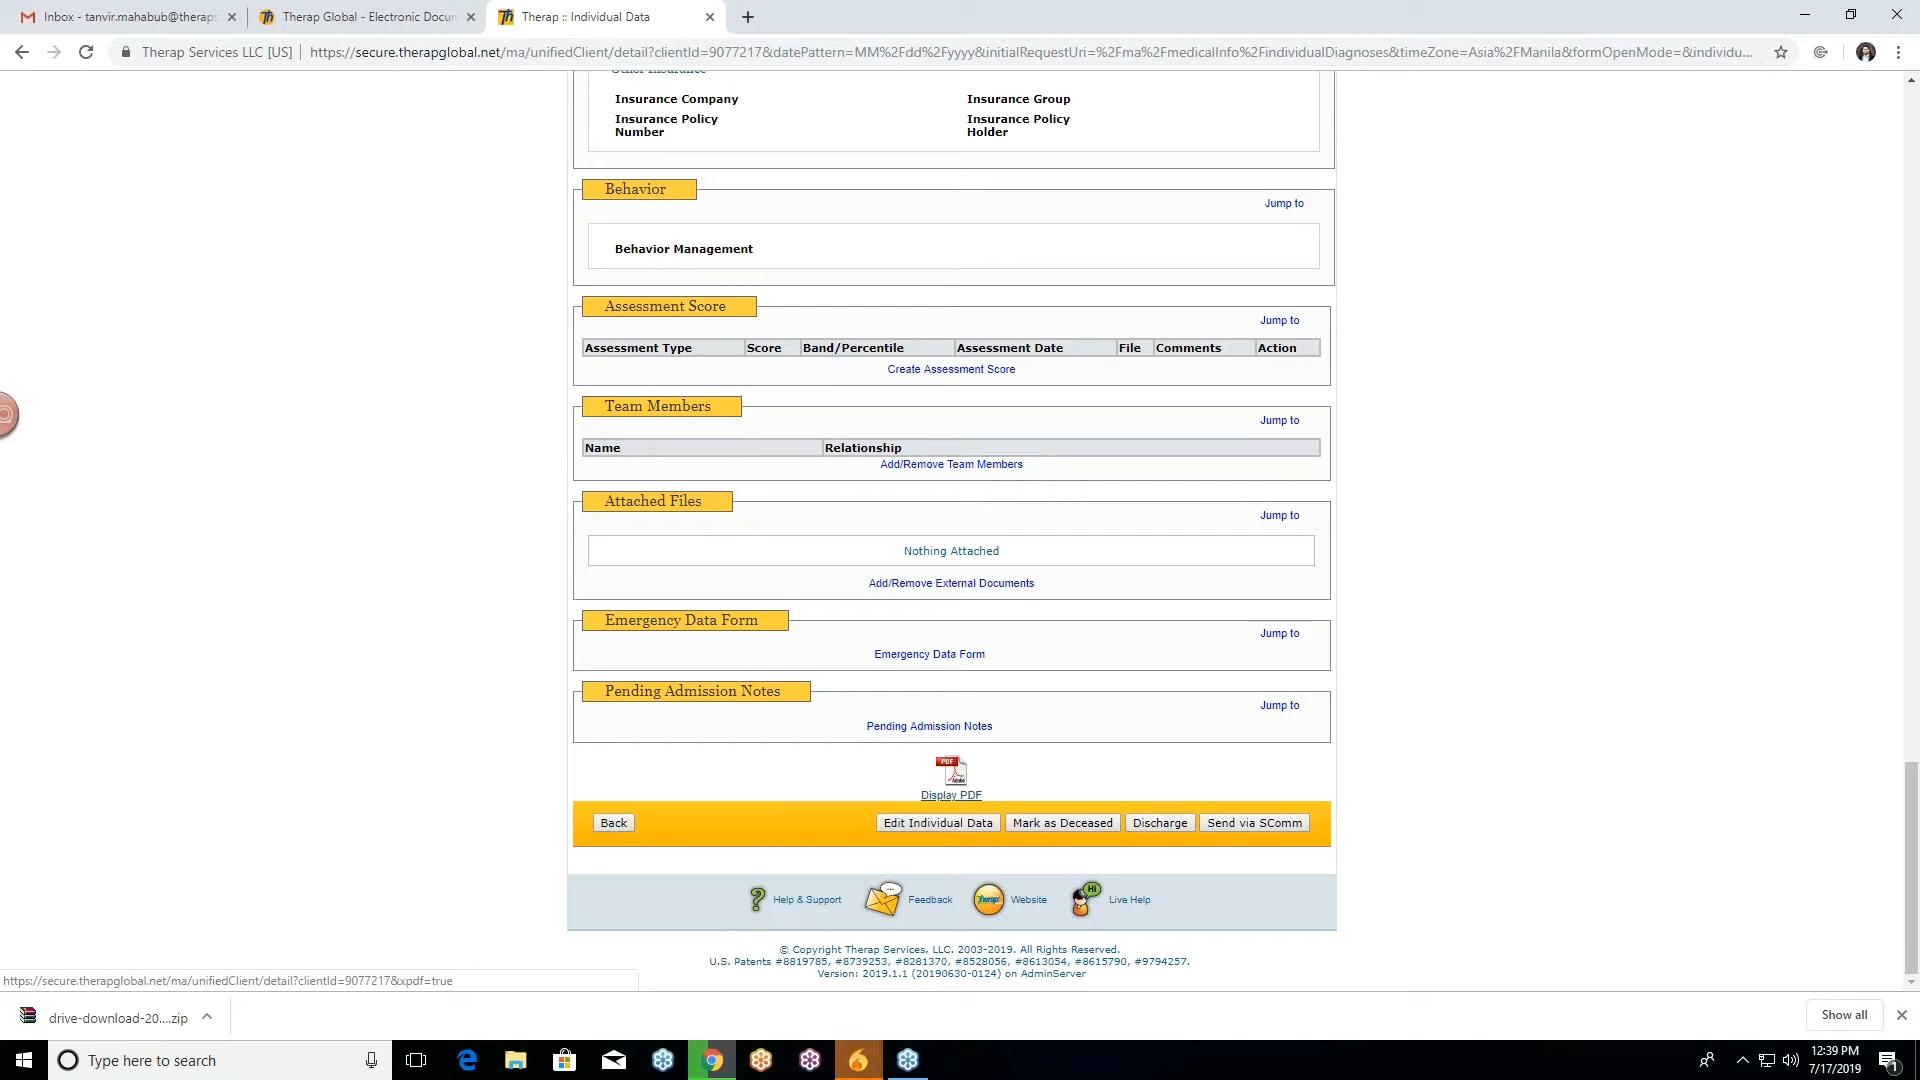 Inbox - tanvir.mahabub@theraps
Therap Global - Electronic Docun
Therap :: Individual Data
Therap Services LLC [US] | https://secure.therapglobal.net/ma/unifiedClient/detail?clientId=9077217&datePattern=MM%2Fdd%2Fyyyy&initialRequestUri=%2Fma%2FmedicalInfo%2FindividualDiagnoses&timeZone=Asia%2FManila&formOpenMode=&individu...
Other Insurance
Insurance Company
Insurance Group
Insurance Policy Number
Insurance Policy Holder
Behavior
Jump to
Behavior Management
Assessment Score
Jump to
Assessment Type Score Band/Percentile Assessment Date File Comments Action
Create Assessment Score
Team Members
Jump to
Name Relationship
Add/Remove Team Members
Attached Files
Jump to
Nothing Attached
Add/Remove External Documents
Emergency Data Form
Jump to
Emergency Data Form
Pending Admission Notes
Jump to
Pending Admission Notes
PDF
Adobe
Display PDF
Back Edit Individual Data Mark as Deceased Discharge Send via SComm
Help & Support Feedback Therap Website Hi Live Help
© Copyright Therap Services, LLC. 2003-2019. All Rights Reserved.
U.S. Patents #8819785, #8739253, #8281370, #8528056, #8613054, #8615790, #9794257.
Version: 2019.1.1 (20190630-0124) on AdminServer
https://secure.therapglobal.net/ma/unifiedClient/detail?clientId=9077217&xpdf=true
drive-download-20....zip
Show all
Type here to search
12:39 PM
7/17/2019
1